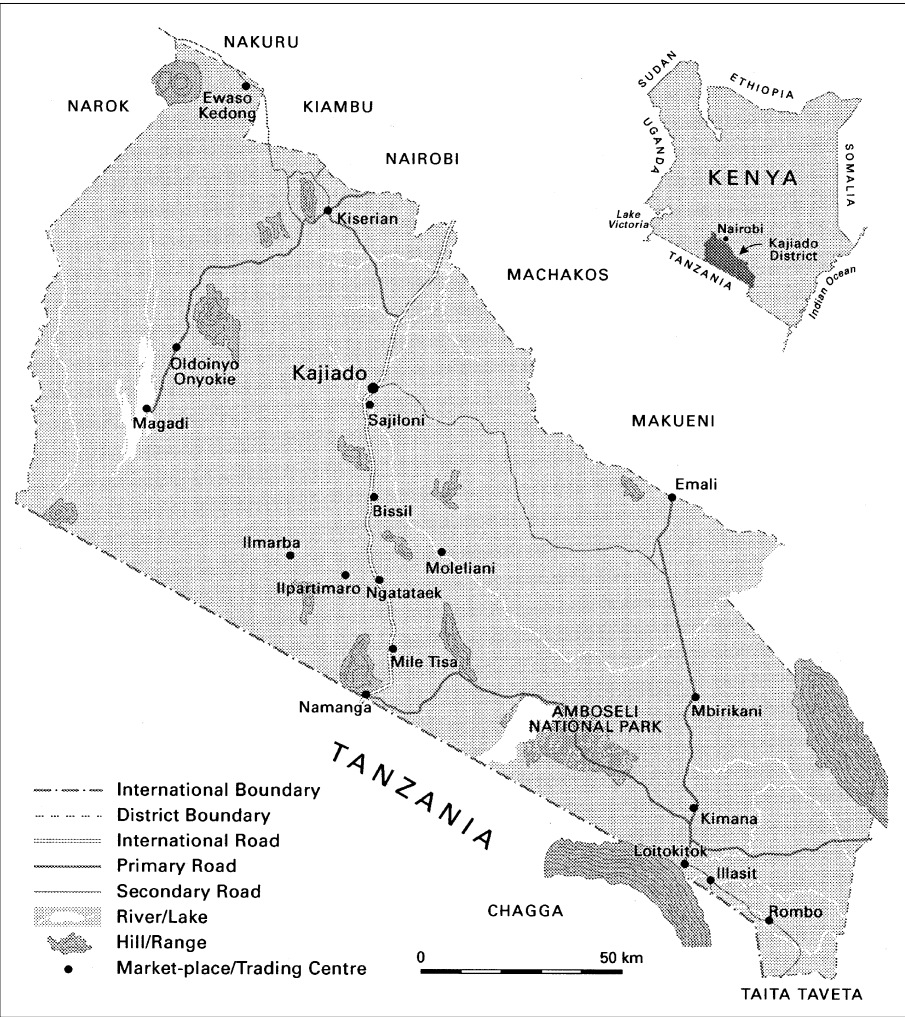 NAKURU
NAROK
Ewaso
Kedong
KIAMBU
NAIROBI
Kiserian
MACHAKOS
Oldoinyo
Onyokie
Kajiado
Magadi
Sajiloni
MAKUENI
Emali
Bissil
Ilmarba
Moleliani
Ilpartimaro
Ngatataek
Mile Tisa
Namanga
AMBOSELI
NATIONAL PARK
Mbirikani
TANZANIA
Kimana
Loitokitok
Illasit
CHAGGA
Rombo
TAITA TAVETA
SUDAN
ETHIOPIA
UGANDA
SOMALIA
KENYA
Lake
Victoria
Nairobi
Kajiado
District
TANZANIA
Indian Ocean
International Boundary
District Boundary
International Road
Primary Road
Secondary Road
River/Lake
Hill/Range
Market-place/Trading Centre
0
50 km